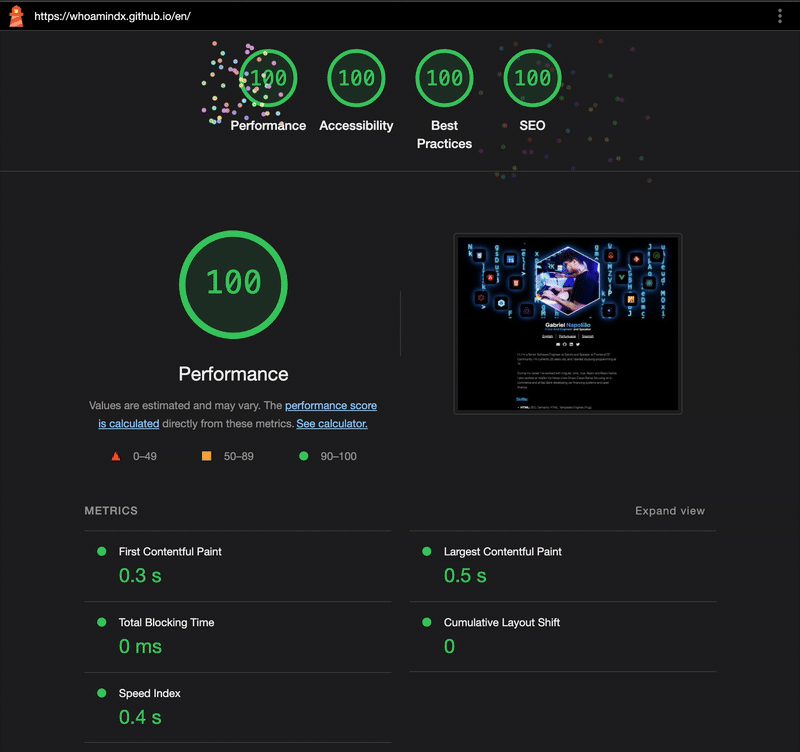 https://whoamindx.github.io/en/
100 100 100 100
Performance Accessibility Best Practices SEO
100
Performance
Values are estimated and may vary. The performance score
is calculated directly from these metrics. See calculator.
0–49 50–89 90–100
Gabriel Napolião
METRICS Expand view
First Contentful Paint
0.3 s
Largest Contentful Paint
0.5 s
Total Blocking Time
0 ms
Cumulative Layout Shift
0
Speed Index
0.4 s